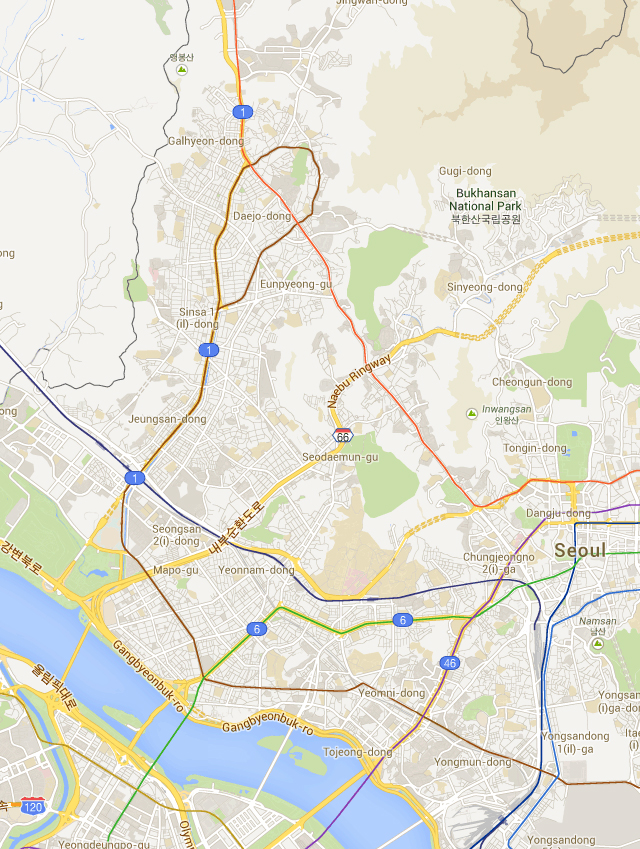 Jingwan-dong
명봉산
1
Galhyeon-dong
Gugi-dong
Bukhansan
National Park
북한산국립공원
Daejo-dong
ong
Eunpyeong-gu
Sinyeong-dong
Sinsa 1
(il)-dong
1
Naebu Ringway
Cheongun-dong
ong
Jeungsan-dong
Inwangsan
인왕산
66
Tongin-dong
Seodaemun-gu
1
Dangju-dong
Seongsan
2(i)-dong
내부순환도로
Seoul
강변북로
Chungjeongno
2(i)-ga
Mapo-gu
Yeonnam-dong
6
6
Namsan
남산
Gangbyeonbuk-ro
46
올림픽대로
Yeomni-dong
Yongsan
(i)ga-don
Gangbyeonbuk-ro
Yongsandong
1(il)-ga
Itae
(i)
Tojeong-dong
Yongmun-dong
속
120
Olym
Yeongdeungpo-gu
Yongsandong